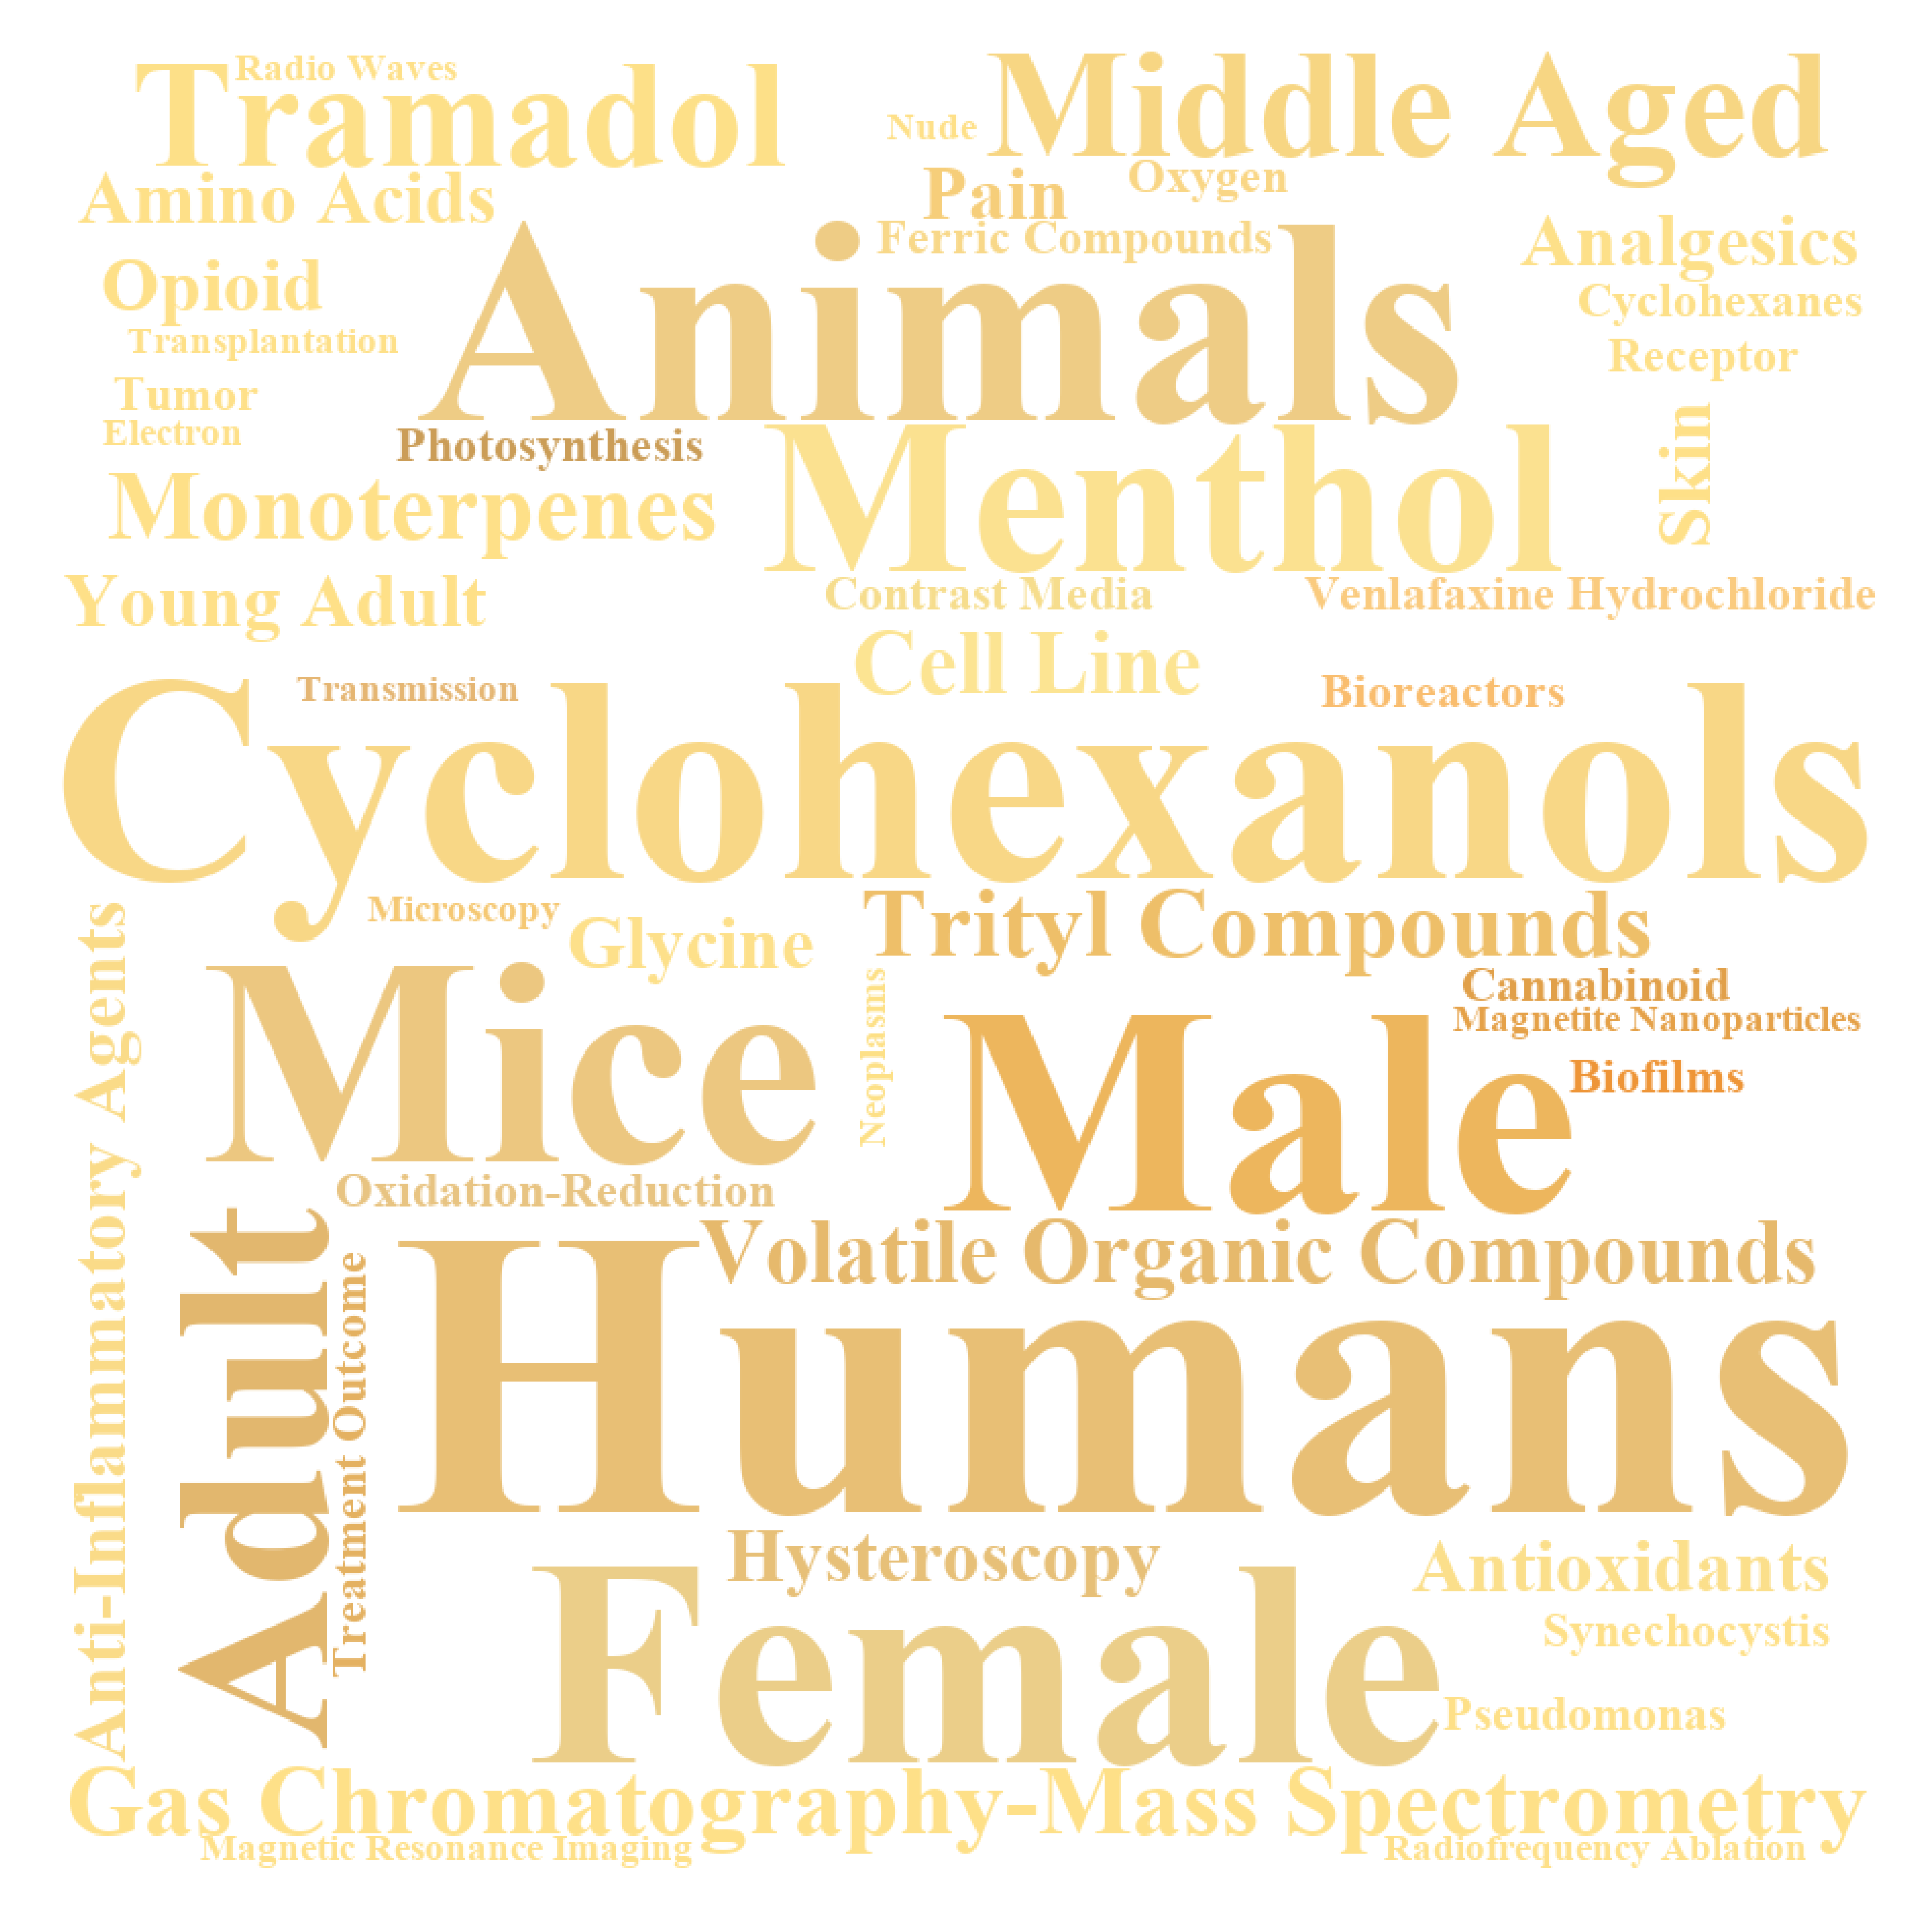 Radio Waves
Tramadol
Middle Aged
Nude
Oxygen
Pain
Amino Acids
Ferric Compounds
Animals
Analgesics
Opioid
Cyclohexanes
Transplantation
Receptor
Tumor
Electron
Photosynthesis
Menthol
Skin
Monoterpenes
Young Adult
Contrast Media
Venlafaxine Hydrochloride
Cell Line
Transmission
Bioreactors
Cyclohexanols
Microscopy
Glycine
Trityl Compounds
Anti-Inflammatory Agents
Mice
Neoplasms
Cannabinoid
Magnetite Nanoparticles
Male
Biofilms
Oxidation-Reduction
Adult
Treatment Outcome
Volatile Organic Compounds
Humans
Hysteroscopy
Antioxidants
Female
Synechocystis
Pseudomonas
Gas Chromatography-Mass Spectrometry
Magnetic Resonance Imaging
Radiofrequency Ablation